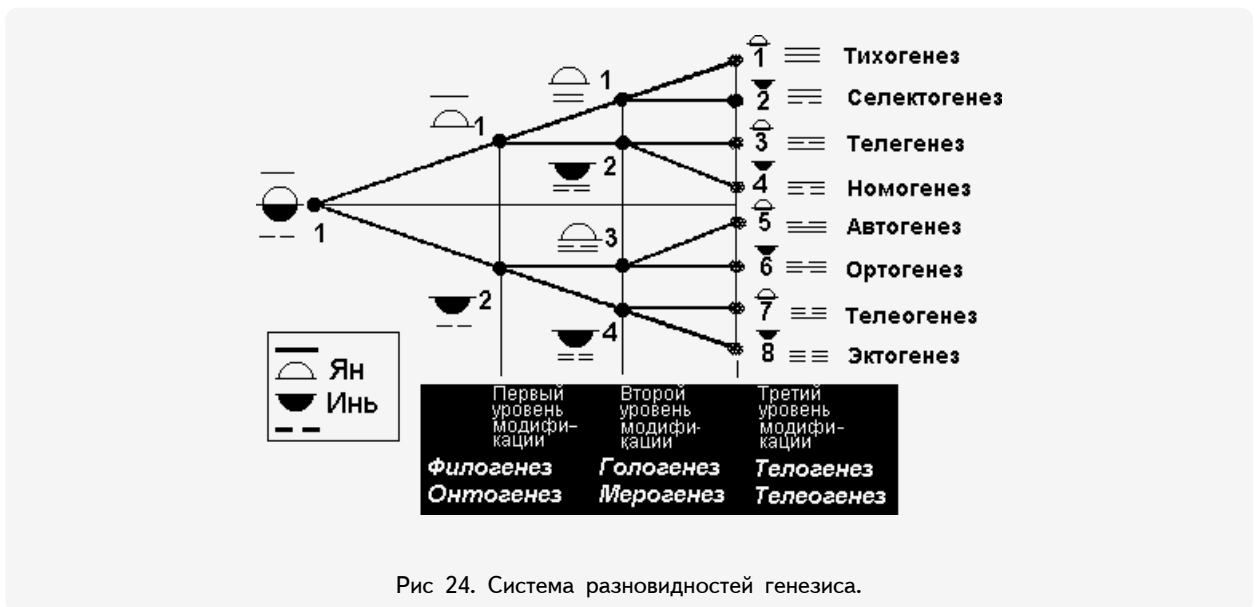 1 Тихогенез
1
2 Селектогенез
1
3 Телегенез
2
4 Номогенез
5 Автогенез
1
3
6 Ортогенез
2
7 Телеогенез
4
8 Эктогенез
Ян
Инь
Первый уровень модифи-кации
Второй уровень модифи-кации
Третий уровень модифи-кации
Филогенез Гологенез Телогенез
Онтогенез Мерогенез Телеогенез
Рис 24. Система разновидностей генезиса.